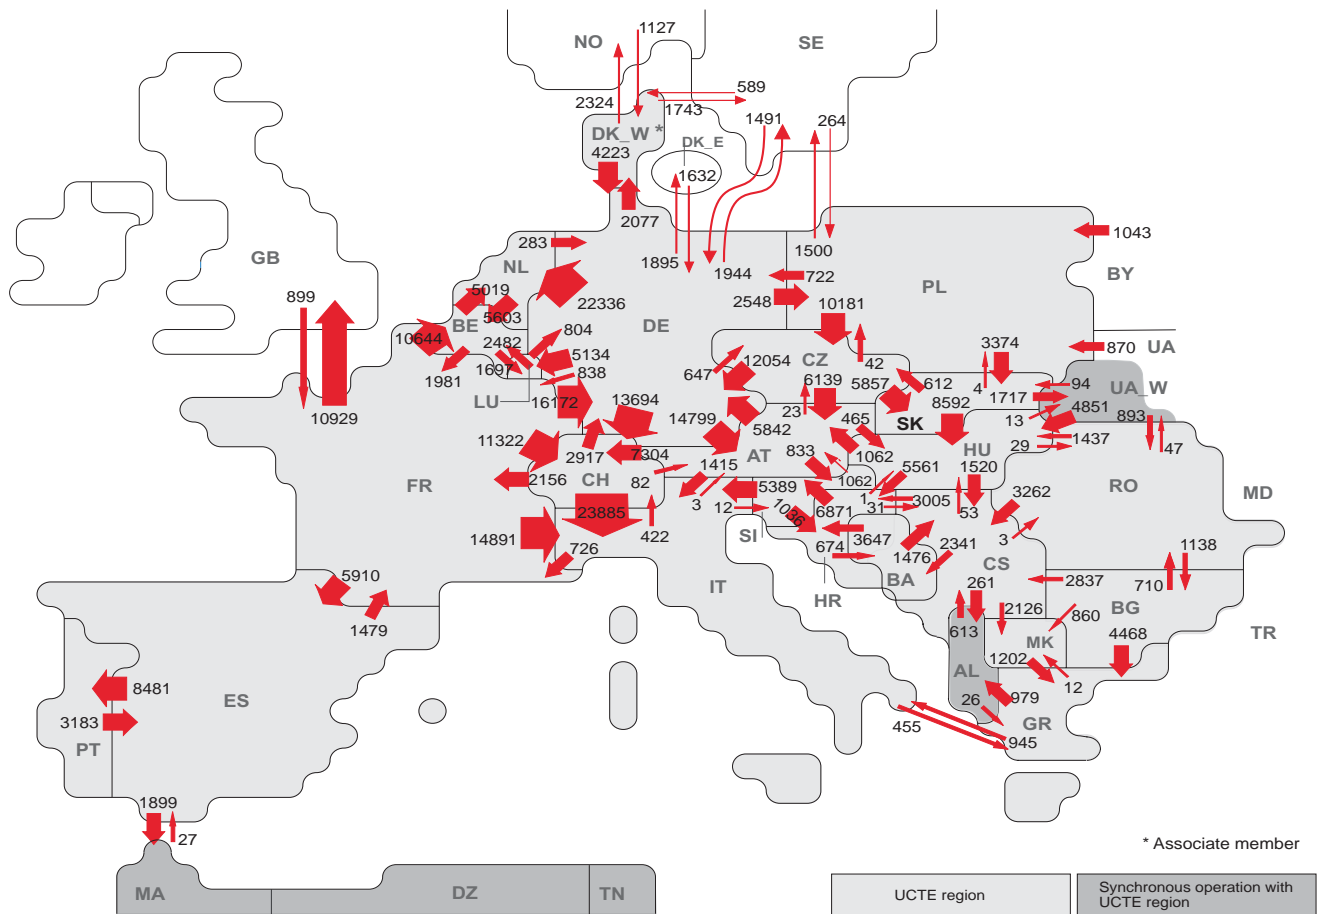 1127
NO
SE
589
2324
1743
1491
264
DK_W *
DK_E
4223
1632
2077
1043
283
1895
1944
1500
GB
NL
BY
722
PL
5019
22336
2548
899
10181
5603
BE
804
DE
10644
2482
3374
870
UA
CZ
42
5134
12054
1981
1697
838
647
6139
5857
612
4
94
UA_W
LU
1717
16172
13694
23
8592
4851
10929
14799
465
SK
13
893
5842
11322
HU
29
1437
47
2917
7304
AT
833
1062
FR
2156
CH
82
1415
1062
5561
1520
RO
MD
5389
3
12
1
31
3005
3262
23885
1036
6871
53
14891
422
SI
3
726
674
3647
1476
2341
1138
CS
5910
IT
BA
261
2837
710
HR
2126
860
BG
1479
613
TR
MK
4468
1202
AL
12
8481
ES
979
26
3183
GR
455
945
PT
1899
27
* Associate member
MA
DZ
TN
UCTE region
Synchronous operation with
UCTE region